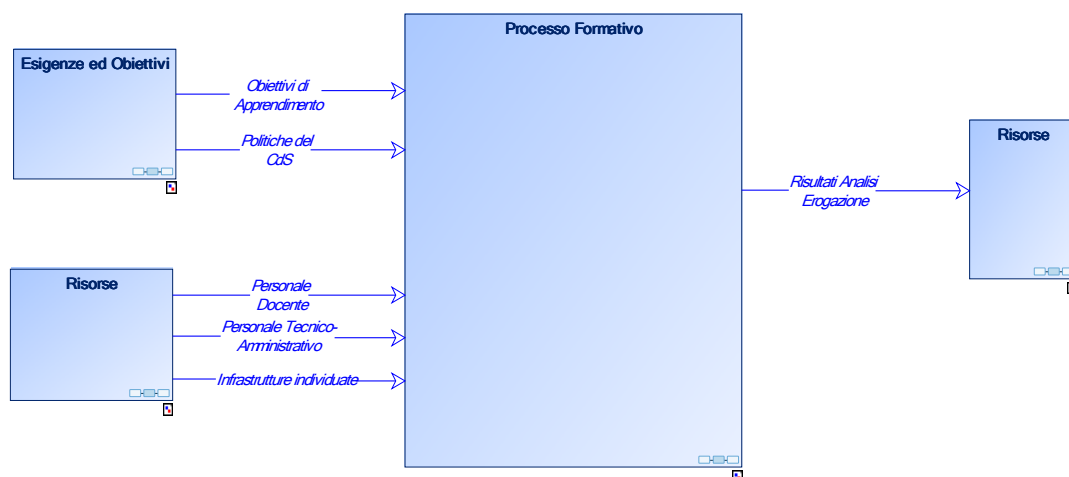 Processo Formativo
Esigenze ed Obiettivi
Obiettivi di
Apprendimento
Politiche del
CdS
Risorse
Risultati Analisi
Erogazione
Risorse
Personale
Docente
Personale Tecnico-
Amministrativo
Infrastrutture individuate